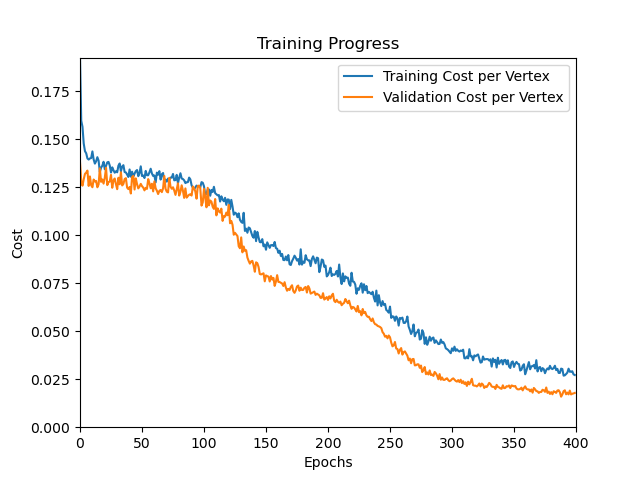 Training Progress
Training Cost per Vertex
Validation Cost per Vertex
0.175
0.150
0.125
0.100
0.075
0.050
0.025
0.000
Cost
0 50 100 150 200 250 300 350 400
Epochs